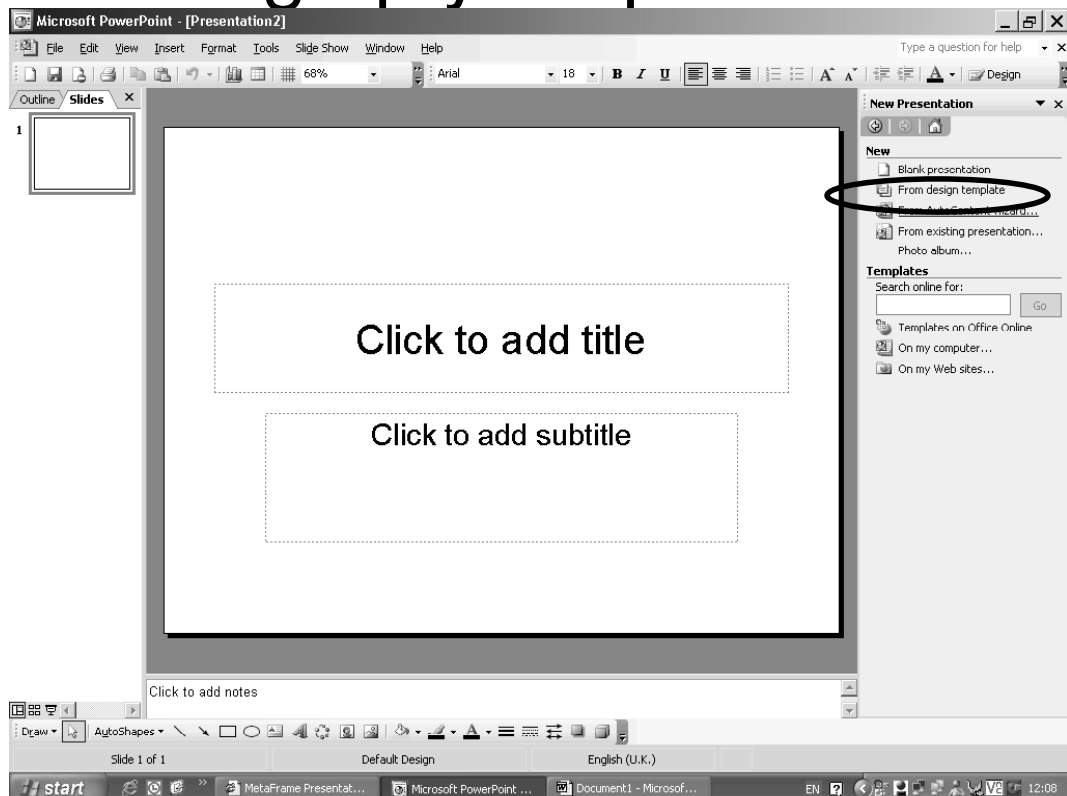 Microsoft PowerPoint - [Presentation2]
File Edit View Insert Format Tools Slide Show Window Help Type a question for help
68% Arial 18 B I U A A A Design
Outline Slides New Presentation
1
New
Blank presentation
From design template
From AutoContent wizard...
From existing presentation...
Photo album...
Templates
Search online for:
Go
Templates on Office Online
On my computer...
On my Web sites...
Click to add title
Click to add subtitle
Click to add notes
Draw AutoShapes A
Slide 1 of 1 Default Design English (U.K.)
start MetaFrame Presentat... Microsoft PowerPoint ... Document1 - Microsof... EN 12:08